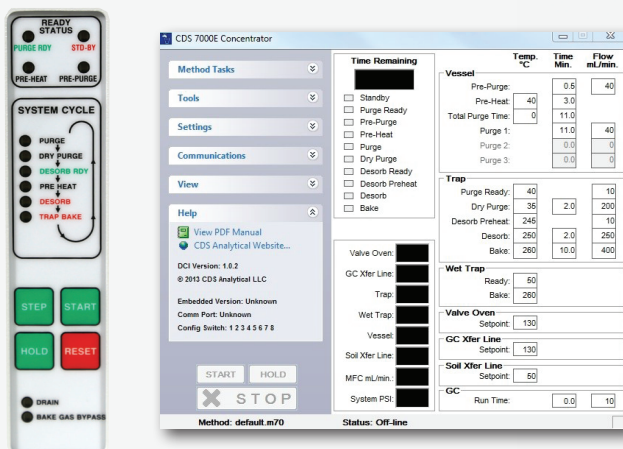 READY
STATUS
PURGE RDY STD-BY
PRE-HEAT PRE-PURGE
SYSTEM CYCLE
PURGE
DRY PURGE
DESORB RDY
PRE HEAT
DESORB
TRAP BAKE
STEP START
HOLD RESET
DRAIN
BAKE GAS BYPASS
CDS 7000E Concentrator
Method Tasks
Tools
Settings
Communications
View
Help
View PDF Manual
CDS Analytical Website...
DCI Version: 1.0.2
© 2013 CDS Analytical LLC
Embedded Version: Unknown
Comm Port: Unknown
Config Switch: 1 2 3 4 5 6 7 8
START HOLD
STOP
Method: default.m70 Status: Off-line
Time Remaining
Standby
Purge Ready
Pre-Purge
Pre-Heat
Purge
Dry Purge
Desorb Ready
Desorb Preheat
Desorb
Bake
Valve Oven:
GC Xfer Line:
Trap:
Wet Trap:
Vessel:
Soil Xfer Line:
MFC mL/min.:
System PSI:
Temp. Time Flow
°C Min. mL/min.
Vessel
Pre-Purge: 0.5 40
Pre-Heat: 40 3.0
Total Purge Time: 0 11.0
Purge 1: 11.0 40
Purge 2: 0.0 0
Purge 3: 0.0 0
Trap
Purge Ready: 40 10
Dry Purge: 35 2.0 200
Desorb Preheat: 245 10
Desorb: 250 2.0 250
Bake: 260 10.0 400
Wet Trap
Ready: 50
Bake: 260
Valve Oven
Setpoint: 130
GC Xfer Line
Setpoint: 130
Soil Xfer Line
Setpoint: 50
GC
Run Time: 0.0 10